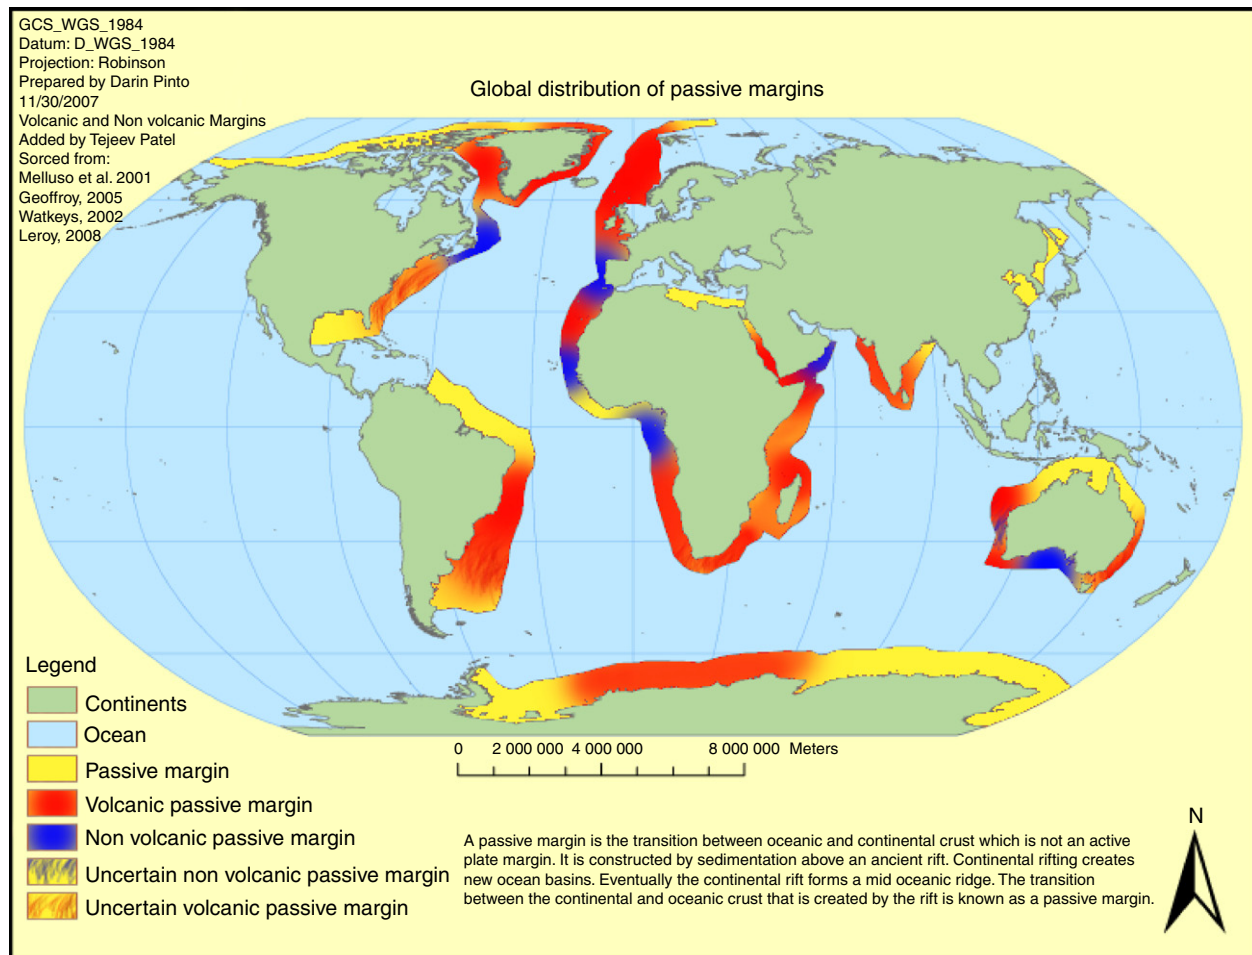 GCS_WGS_1984
Datum: D_WGS_1984
Projection: Robinson
Prepared by Darin Pinto
11/30/2007
Volcanic and Non volcanic Margins
Added by Tejeev Patel
Sorced from:
Melluso et al. 2001
Geoffroy, 2005
Watkeys, 2002
Leroy, 2008
Global distribution of passive margins
Legend
Continents
Ocean
Passive margin
Volcanic passive margin
Non volcanic passive margin
Uncertain non volcanic passive margin
Uncertain volcanic passive margin
0 2 000 000 4 000 000 8 000 000 Meters
A passive margin is the transition between oceanic and continental crust which is not an active
plate margin. It is constructed by sedimentation above an ancient rift. Continental rifting creates
new ocean basins. Eventually the continental rift forms a mid oceanic ridge. The transition
between the continental and oceanic crust that is created by the rift is known as a passive margin.
N